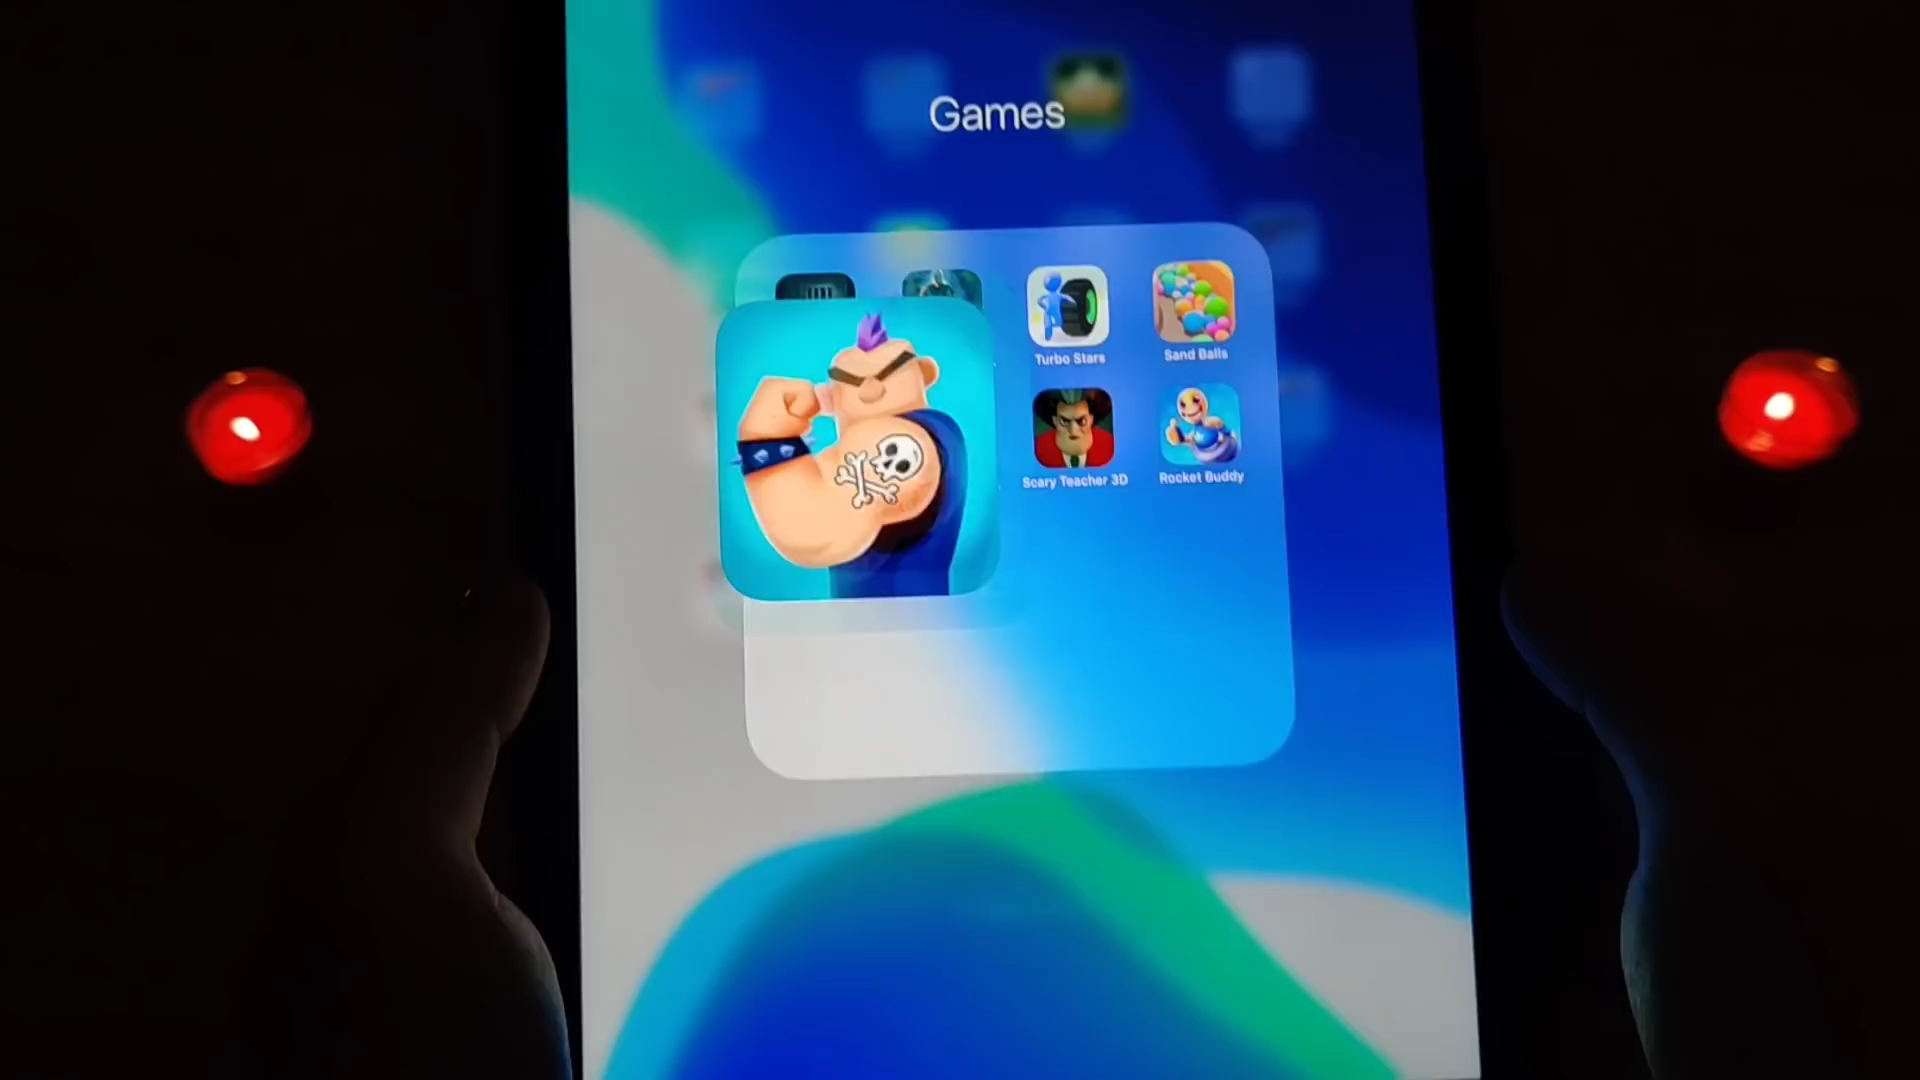 Games
Turbo Stars
Sand Balls
Scary Teacher 3D
Rocket Buddy